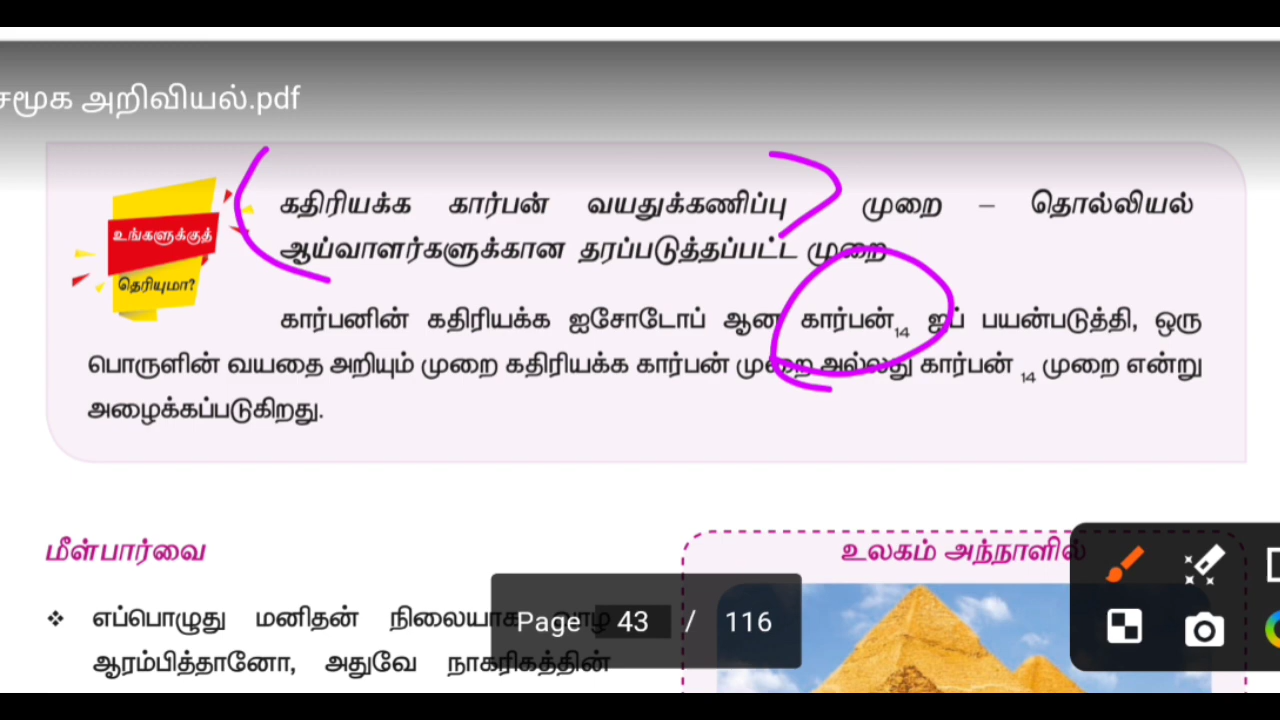 சமூக அறிவியல்.pdf
உங்களுக்குத்
தெரியுமா?
கதிரியக்க கார்பன் வயதுக்கணிப்பு முறை – தொல்லியல்
ஆய்வாளர்களுக்கான தரப்படுத்தப்பட்ட முறை
கார்பனின் கதிரியக்க ஐசோடோப் ஆன கார்பன்₁₄ ஐப் பயன்படுத்தி, ஒரு
பொருளின் வயதை அறியும் முறை கதிரியக்க கார்பன் முறை அல்லது கார்பன் ₁₄ முறை என்று
அழைக்கப்படுகிறது.
மீள்பார்வை
❖ எப்பொழுது மனிதன் நிலையாக வாழ
ஆரம்பித்தானோ, அதுவே நாகரிகத்தின்
உலகம் அந்நாளில்
Page 43 / 116